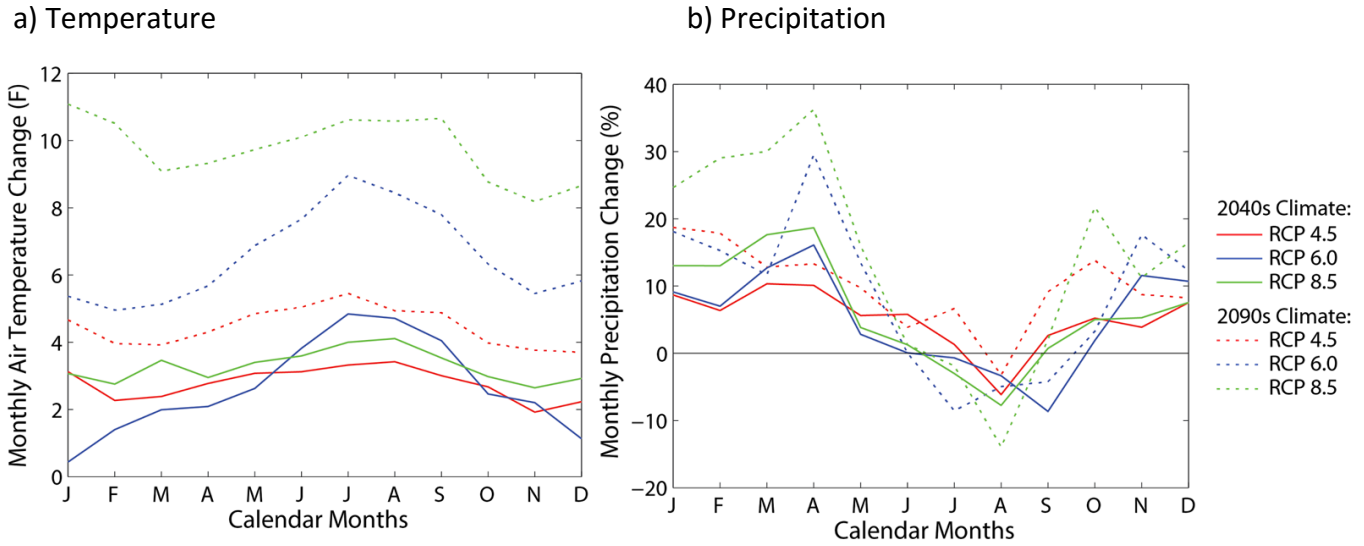 a) Temperature
b) Precipitation
Monthly Air Temperature Change (F)
12
10
8
6
4
2
0
J F M A M J J A S O N D
Calendar Months
Monthly Precipitation Change (%)
40
30
20
10
0
−10
−20
J F M A M J J A S O N D
Calendar Months
2040s Climate:
RCP 4.5
RCP 6.0
RCP 8.5
2090s Climate:
RCP 4.5
RCP 6.0
RCP 8.5